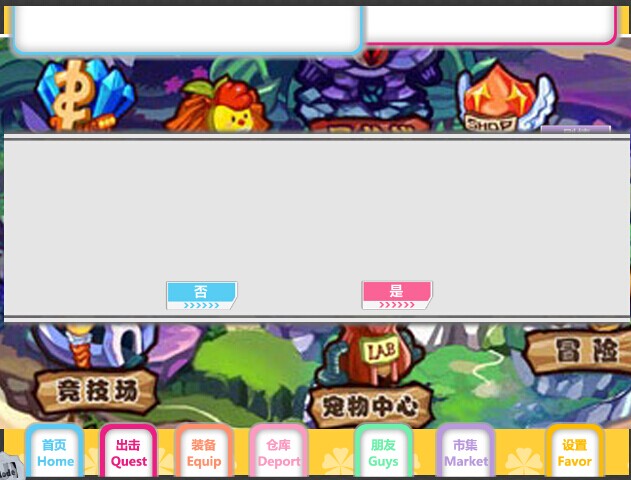 SHOP
否
是
LAB
冒险
竞技场
宠物中心
首页
Home
出击
Quest
装备
Equip
仓库
Deport
朋友
Guys
市集
Market
设置
Favor